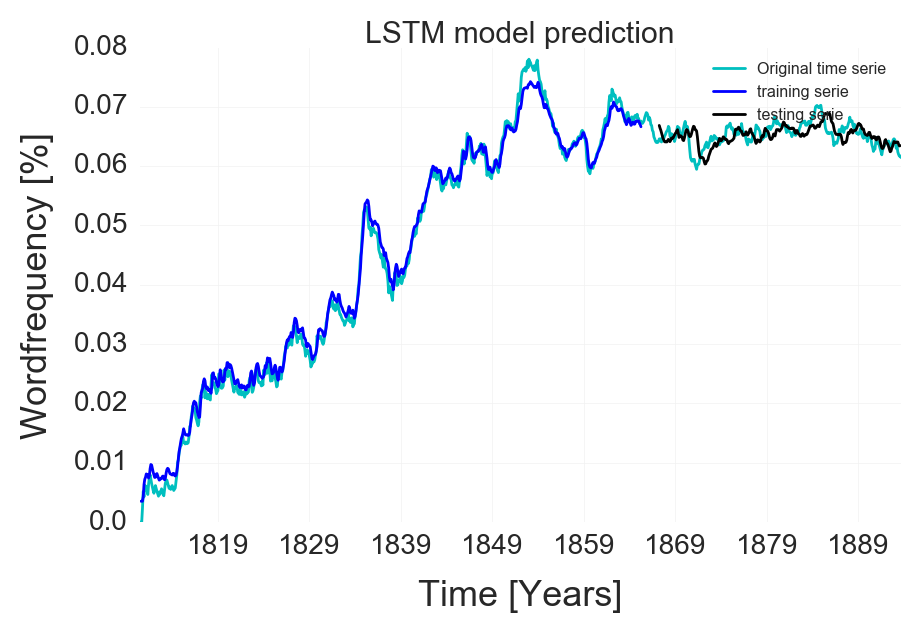 LSTM model prediction
Original time serie
training serie
testing serie
Wordfrequency [%]
0.08
0.07
0.06
0.05
0.04
0.03
0.02
0.01
0.0
1819 1829 1839 1849 1859 1869 1879 1889
Time [Years]